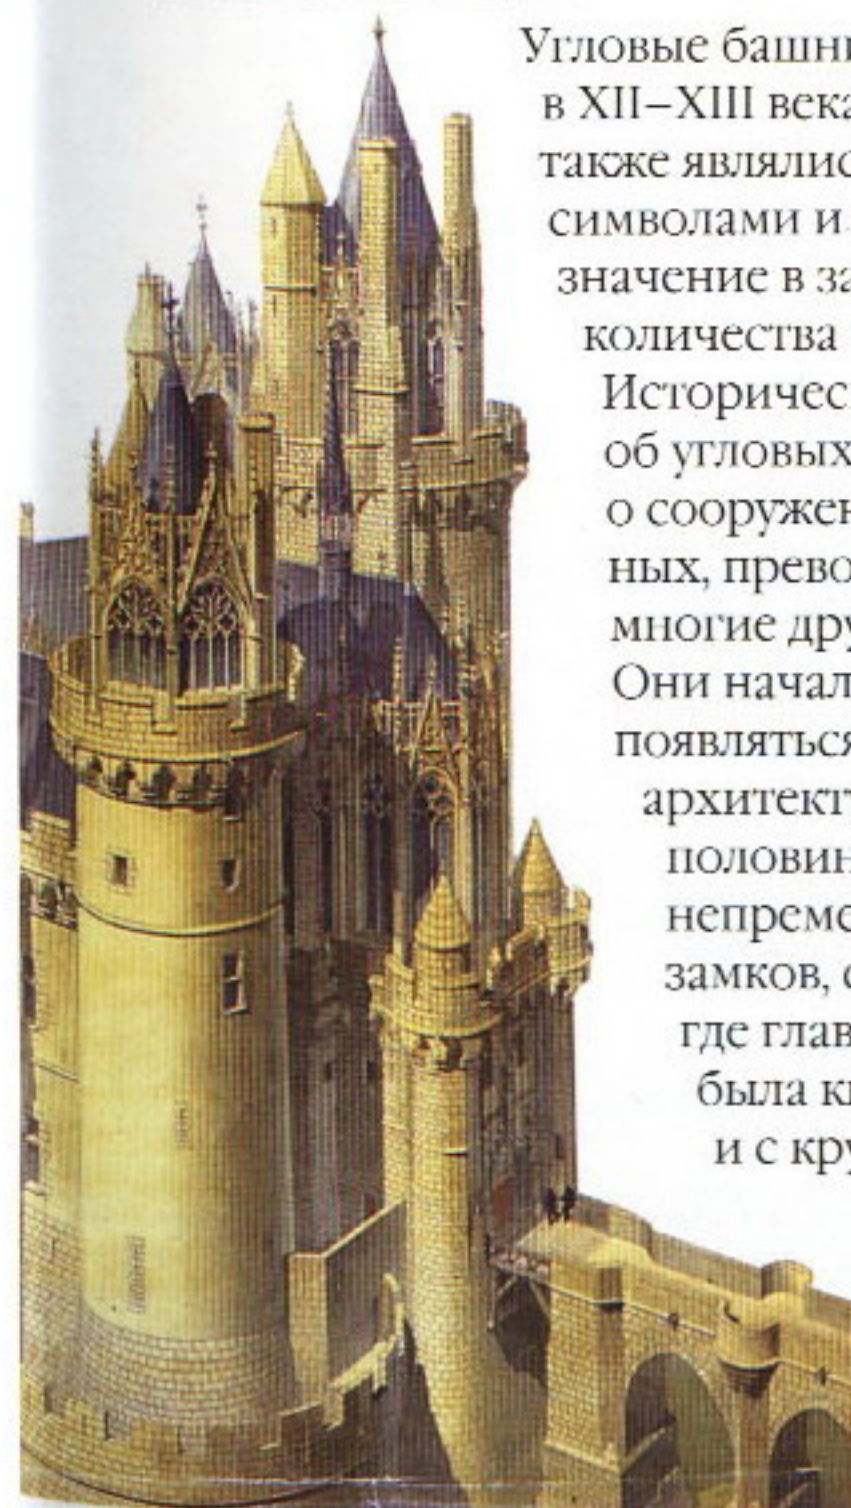 Угловые башни
в XII–XIII века
также являлис
символами и
значение в за
количества
Историчес
об угловых
о сооружен
ных, прево
многие дру
Они начал
появляться
архитект
половин
непреме
замков, с
где глав
была к
и с кру